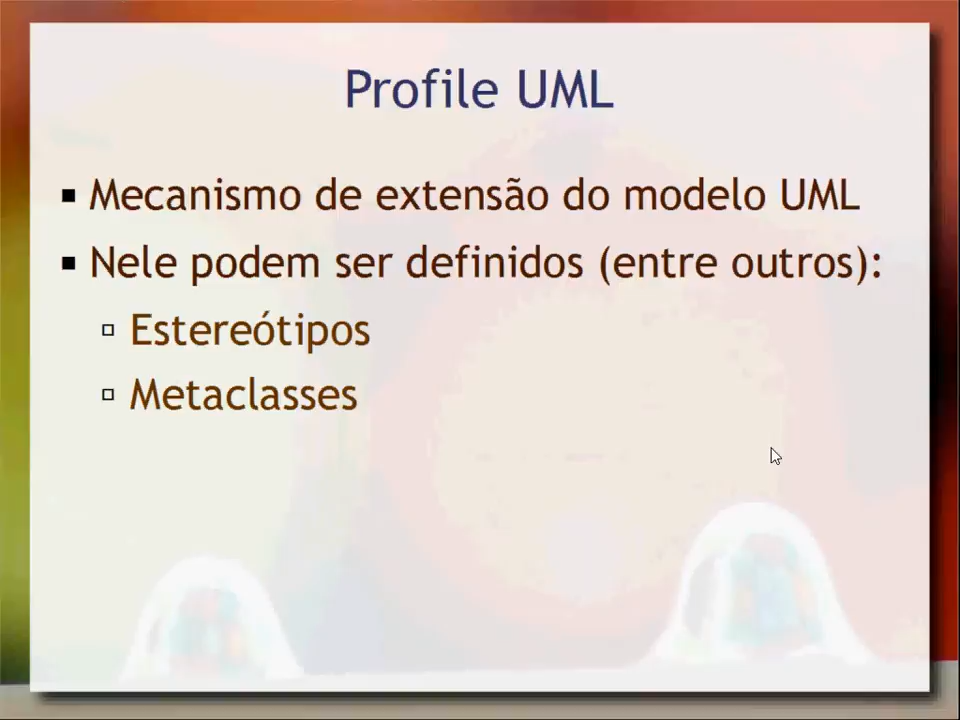 Profile UML
Mecanismo de extensão do modelo UML
Nele podem ser definidos (entre outros):
Estereótipos
Metaclasses